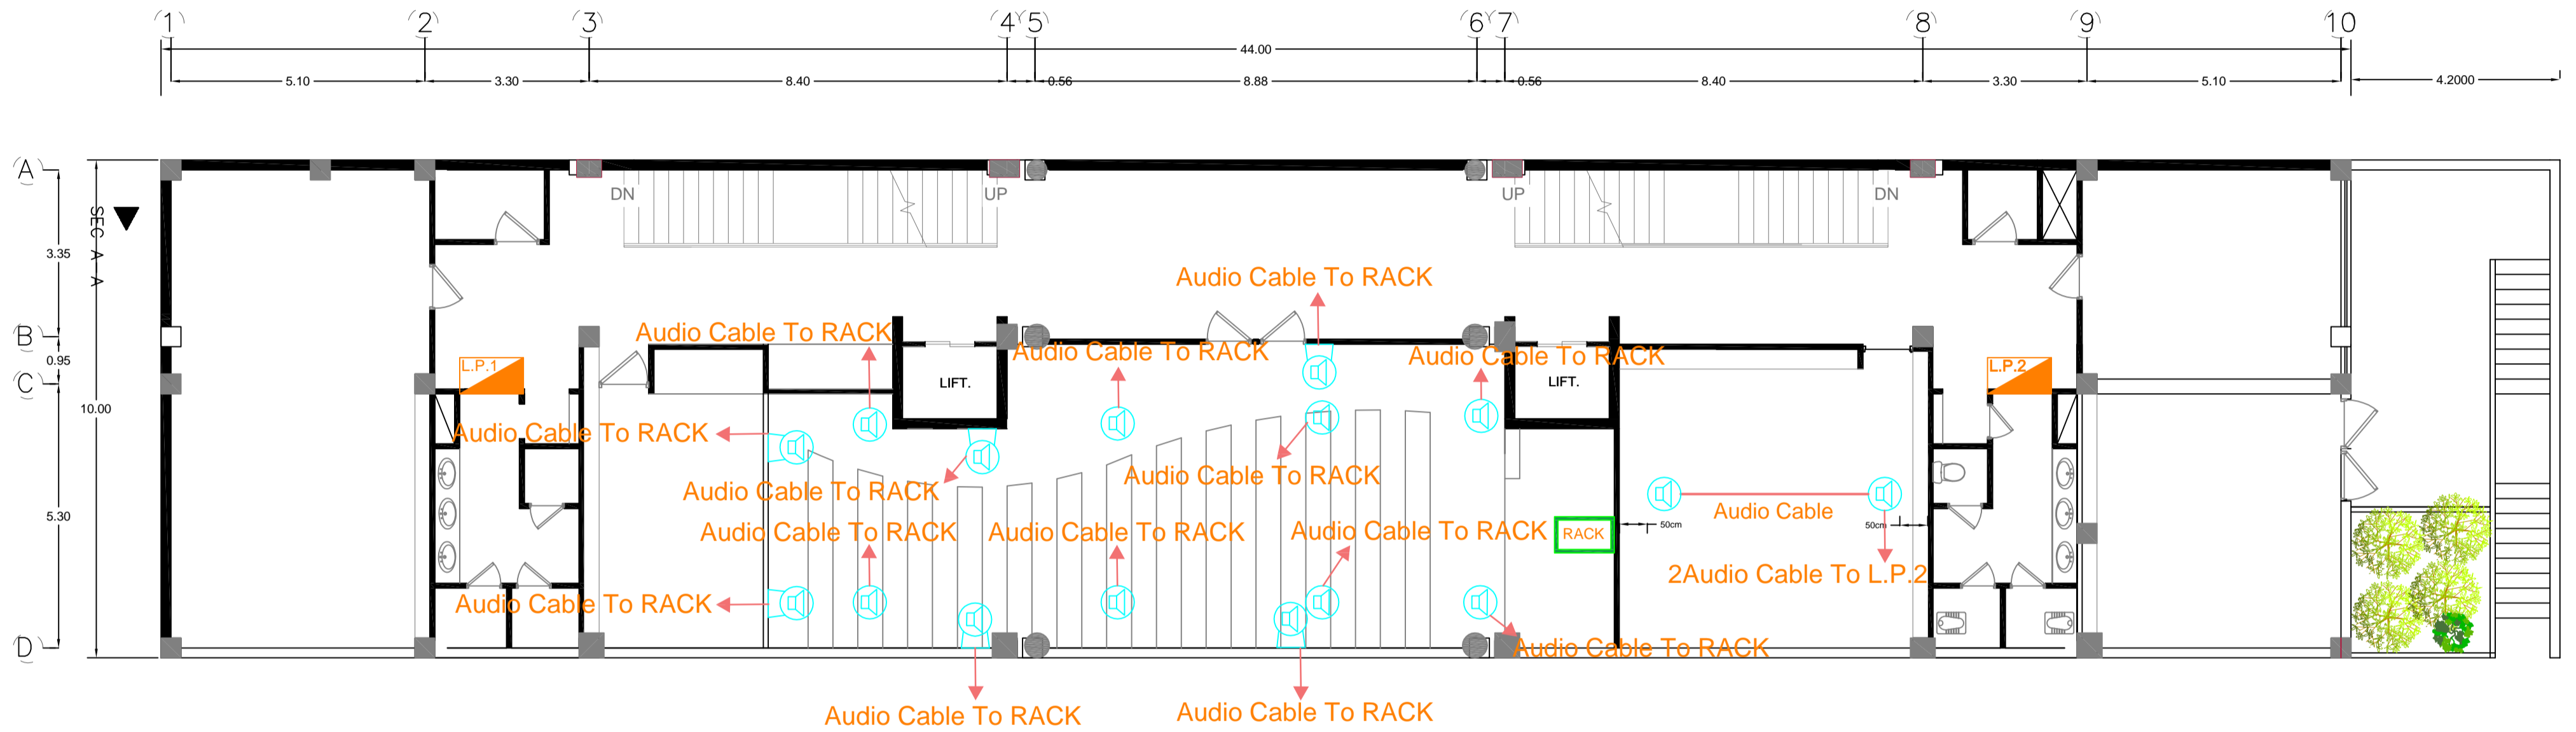 1 2 3 4 5 6 7 8 9 10
44.00
5.10 3.30 8.40 0.56 8.88 0.56 8.40 3.30 5.10 4.2000
A
B
C
D
3.35
0.95
5.30
10.00
SEC A-A
DN
UP
UP
DN
Audio Cable To RACK
Audio Cable To RACK
Audio Cable To RACK
Audio Cable To RACK
L.P.1
LIFT.
LIFT.
L.P.2
Audio Cable To RACK
Audio Cable To RACK
Audio Cable To RACK
Audio Cable To RACK
Audio Cable To RACK
Audio Cable To RACK
RACK
50cm
Audio Cable
50cm
2Audio Cable To L.P.2
Audio Cable To RACK
Audio Cable To RACK
Audio Cable To RACK
Audio Cable To RACK